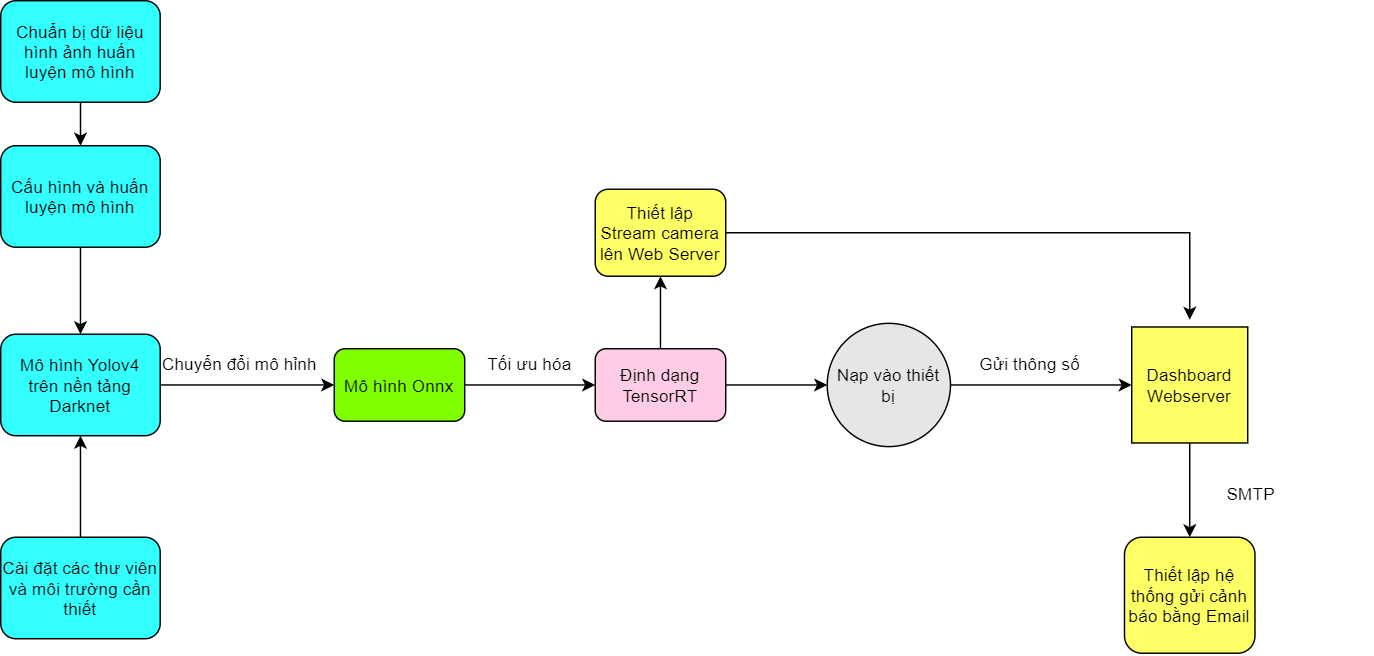 Chuẩn bị dữ liệu
hình ảnh huấn
luyện mô hình
Cấu hình và huấn
luyện mô hình
Thiết lập
Stream camera
lên Web Server
Mô hình Yolov4
trên nền tảng
Darknet
Chuyển đổi mô hỉnh
Mô hình Onnx
Tối ưu hóa
Định dạng
TensorRT
Nạp vào thiết
bị
Gửi thông số
Dashboard
Webserver
SMTP
Cài đặt các thư viên
và môi trường cần
thiết
Thiết lập hệ
thống gửi cảnh
báo bằng Email